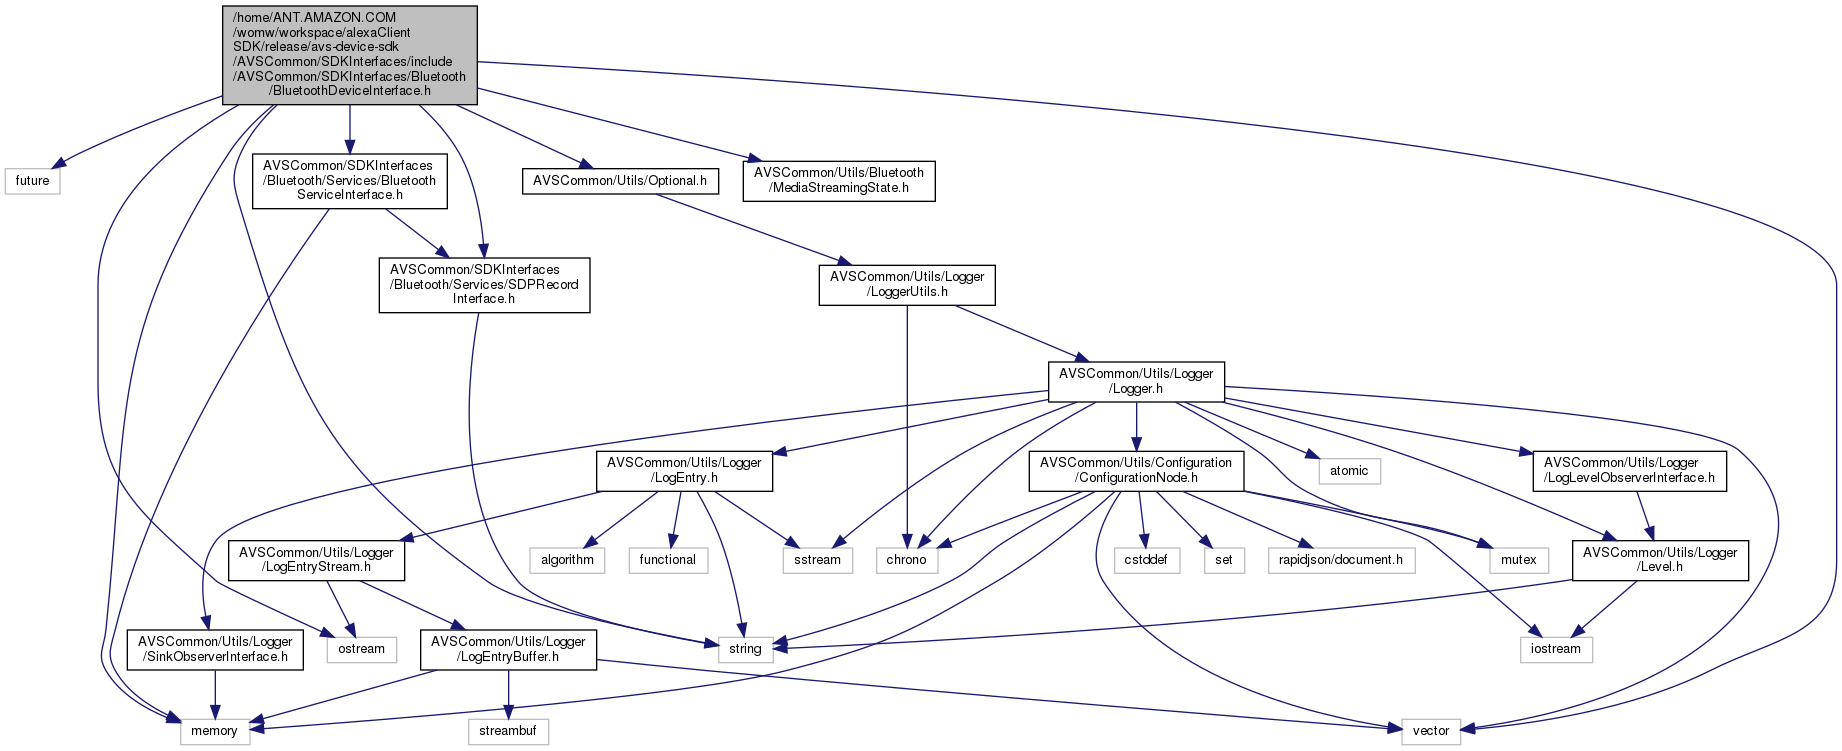 /home/ANT.AMAZON.COM
/womw/workspace/alexaClient
SDK/release/avs-device-sdk
/AVSCommon/SDKInterfaces/include
/AVSCommon/SDKInterfaces/Bluetooth
/BluetoothDeviceInterface.h
future
AVSCommon/SDKInterfaces
/Bluetooth/Services/Bluetooth
ServiceInterface.h
AVSCommon/Utils/Optional.h
AVSCommon/Utils/Bluetooth
/MediaStreamingState.h
AVSCommon/SDKInterfaces
/Bluetooth/Services/SDPRecord
Interface.h
AVSCommon/Utils/Logger
/LoggerUtils.h
AVSCommon/Utils/Logger
/Logger.h
AVSCommon/Utils/Logger
/LogEntry.h
AVSCommon/Utils/Configuration
/ConfigurationNode.h
atomic
AVSCommon/Utils/Logger
/LogLevelObserverInterface.h
AVSCommon/Utils/Logger
/LogEntryStream.h
algorithm
functional
sstream
chrono
cstddef
set
rapidjson/document.h
mutex
AVSCommon/Utils/Logger
/Level.h
AVSCommon/Utils/Logger
/SinkObserverInterface.h
ostream
AVSCommon/Utils/Logger
/LogEntryBuffer.h
string
iostream
memory
streambuf
vector